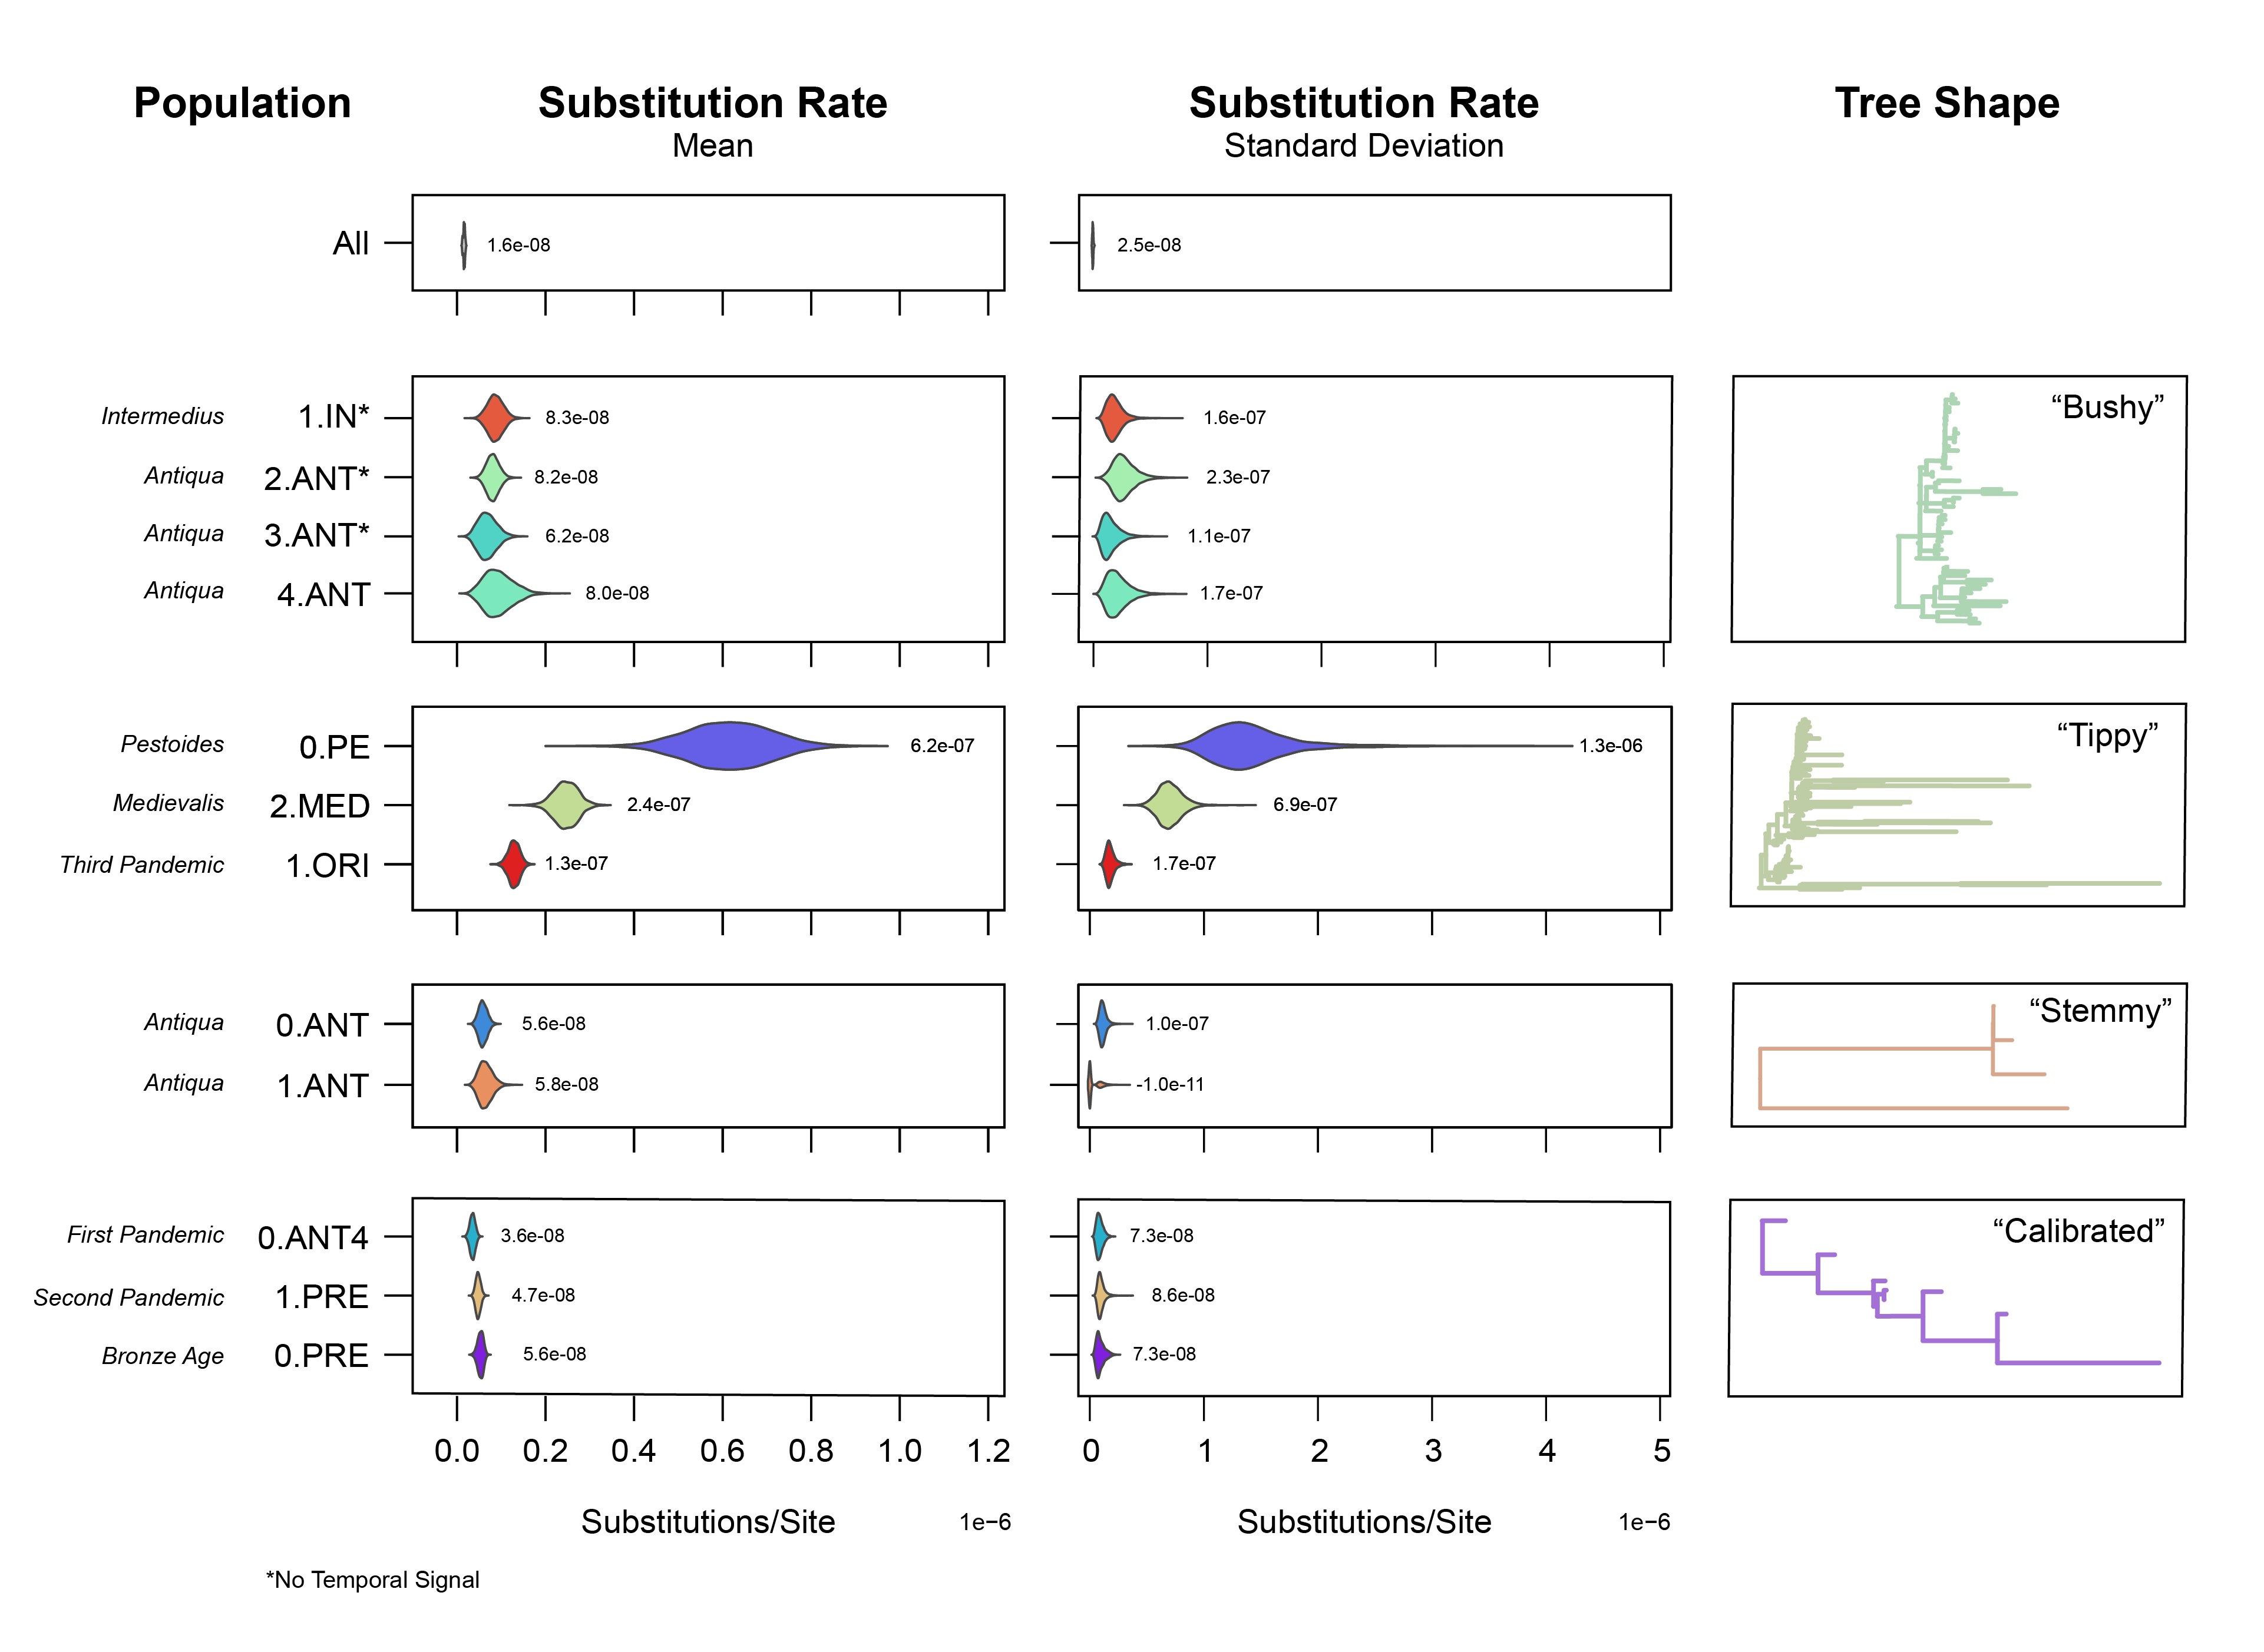 Population Substitution Rate Substitution Rate Tree Shape
Mean Standard Deviation
All 1.6e-08 2.5e-08
Intermedius 1.IN* 8.3e-08 1.6e-07 “Bushy”
Antiqua 2.ANT* 8.2e-08 2.3e-07
Antiqua 3.ANT* 6.2e-08 1.1e-07
Antiqua 4.ANT 8.0e-08 1.7e-07
Pestoides 0.PE 6.2e-07 1.3e-06 “Tippy”
Medievalis 2.MED 2.4e-07 6.9e-07
Third Pandemic 1.ORI 1.3e-07 1.7e-07
Antiqua 0.ANT 5.6e-08 1.0e-07 “Stemmy”
Antiqua 1.ANT 5.8e-08 -1.0e-11
First Pandemic 0.ANT4 3.6e-08 7.3e-08 “Calibrated”
Second Pandemic 1.PRE 4.7e-08 8.6e-08
Bronze Age 0.PRE 5.6e-08 7.3e-08
0.0 0.2 0.4 0.6 0.8 1.0 1.2 0 1 2 3 4 5
Substitutions/Site 1e−6 Substitutions/Site 1e−6
*No Temporal Signal